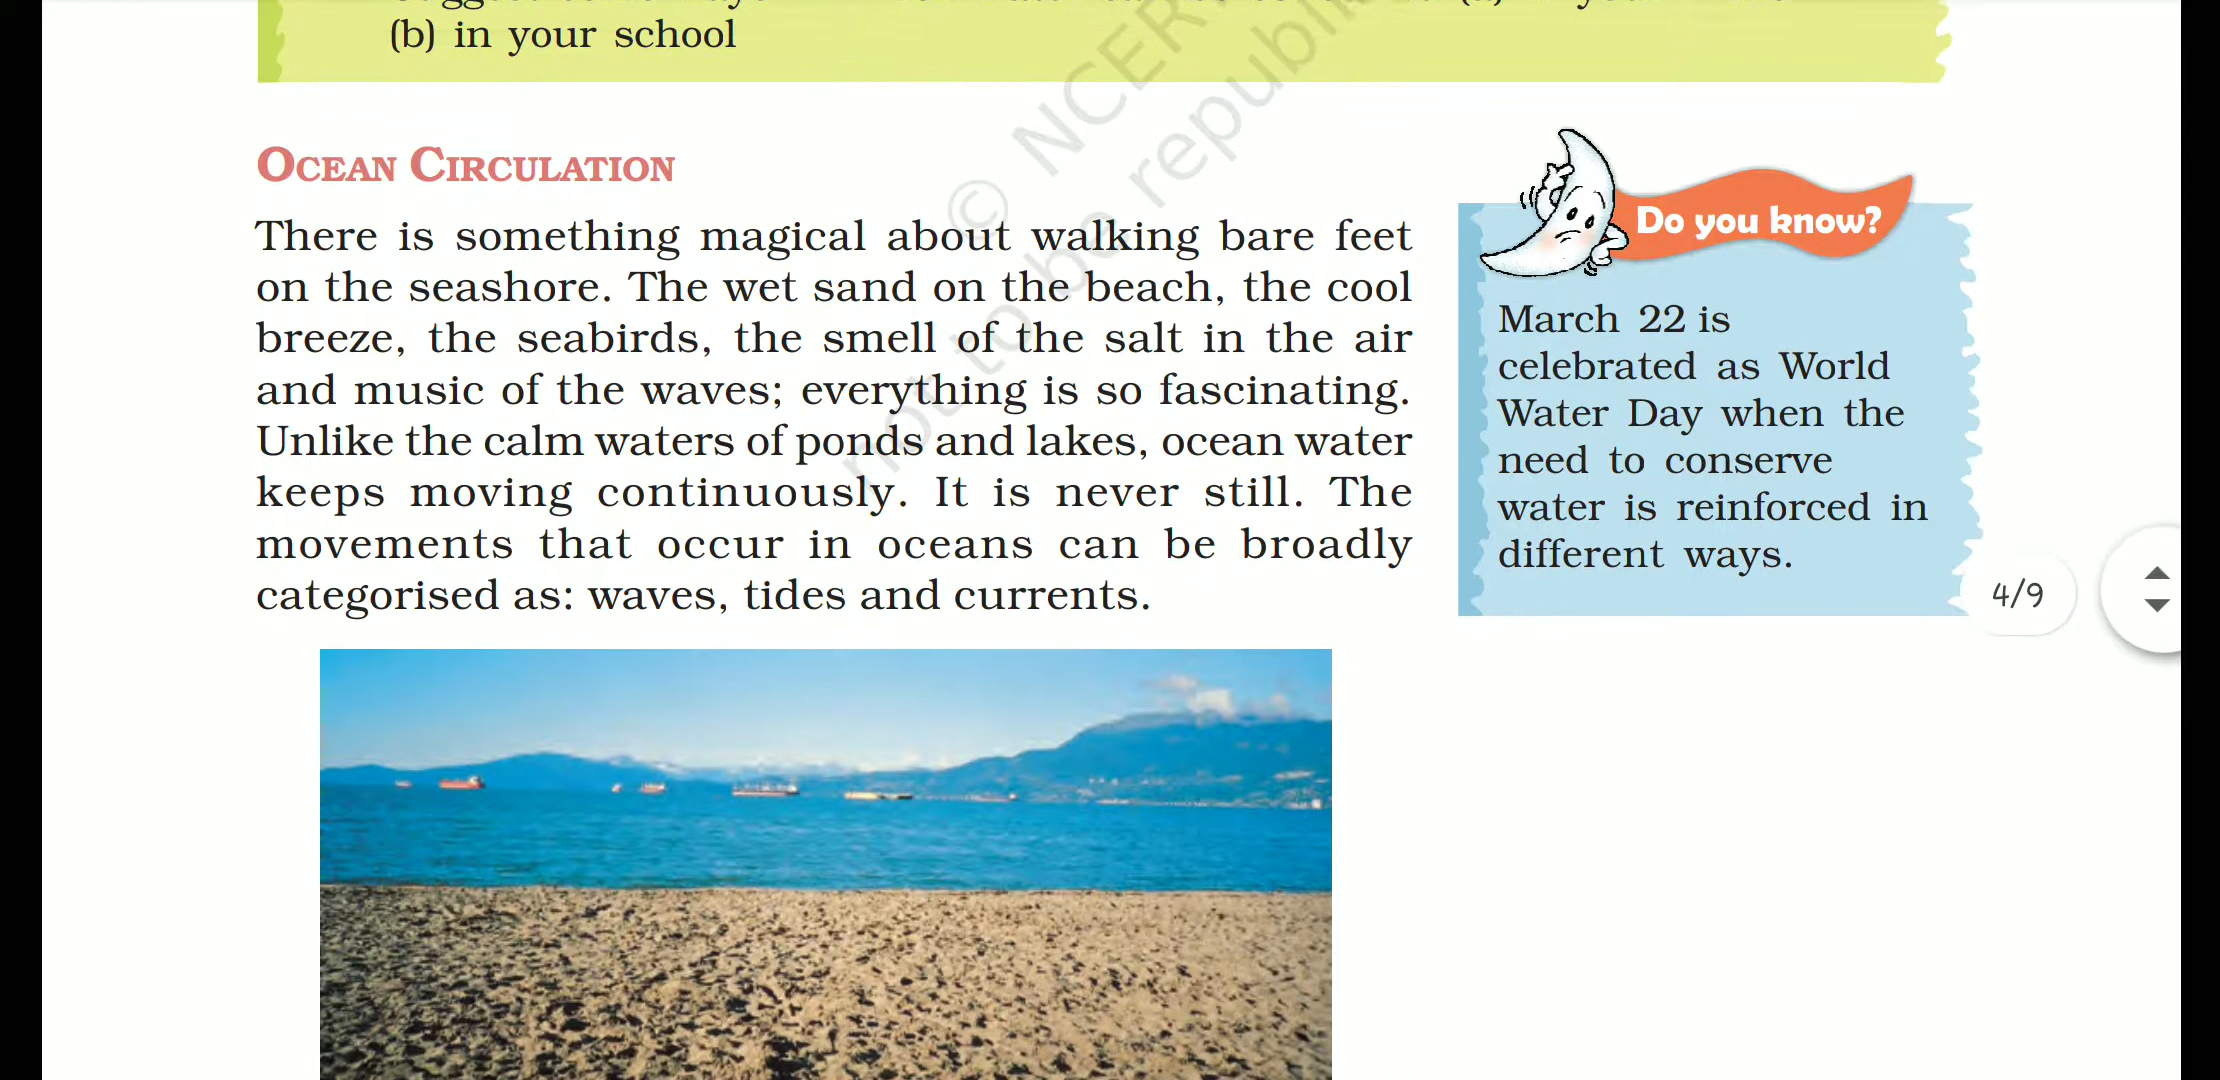 (b) in your school
OCEAN CIRCULATION
There is something magical about walking bare feet
on the seashore. The wet sand on the beach, the cool
breeze, the seabirds, the smell of the salt in the air
and music of the waves; everything is so fascinating.
Unlike the calm waters of ponds and lakes, ocean water
keeps moving continuously. It is never still. The
movements that occur in oceans can be broadly
categorised as: waves, tides and currents.
Do you know?
March 22 is
celebrated as World
Water Day when the
need to conserve
water is reinforced in
different ways.
4/9
© NCER
not to be republi